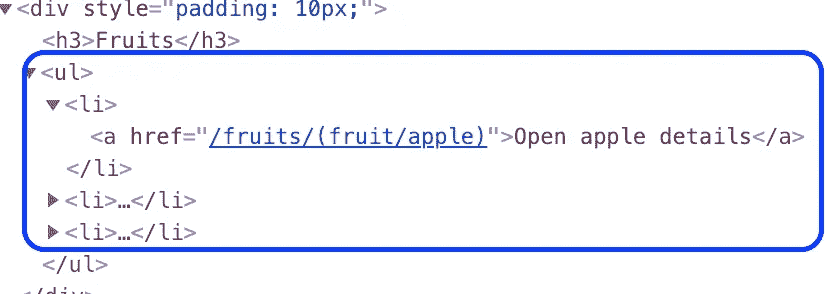 <div style="padding: 10px;">
<h3>Fruits</h3>
<ul>
<li>
<a href="/fruits/(fruit/apple)">Open apple details</a>
</li>
<li>…</li>
<li>…</li>
</ul>
</div>